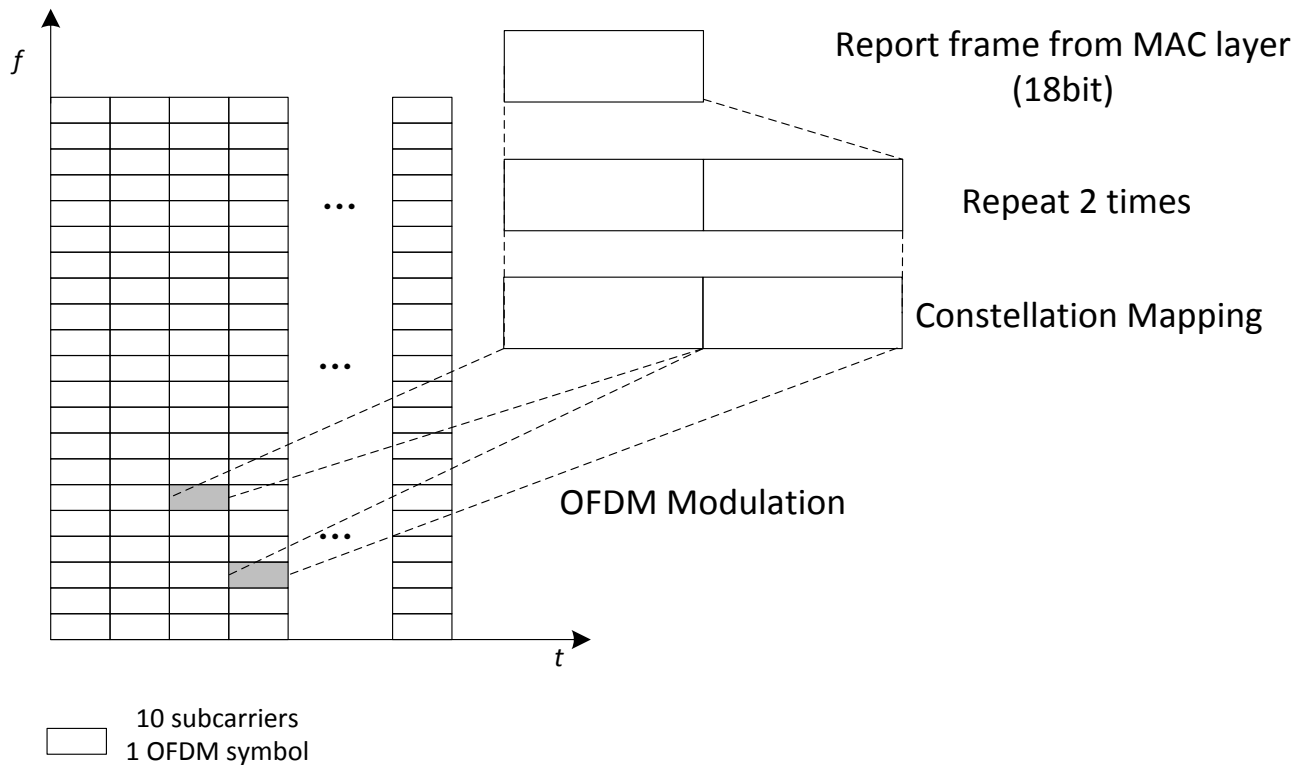 f
Report frame from MAC layer
(18bit)
Repeat 2 times
...
Constellation Mapping
...
OFDM Modulation
...
t
10 subcarriers
1 OFDM symbol